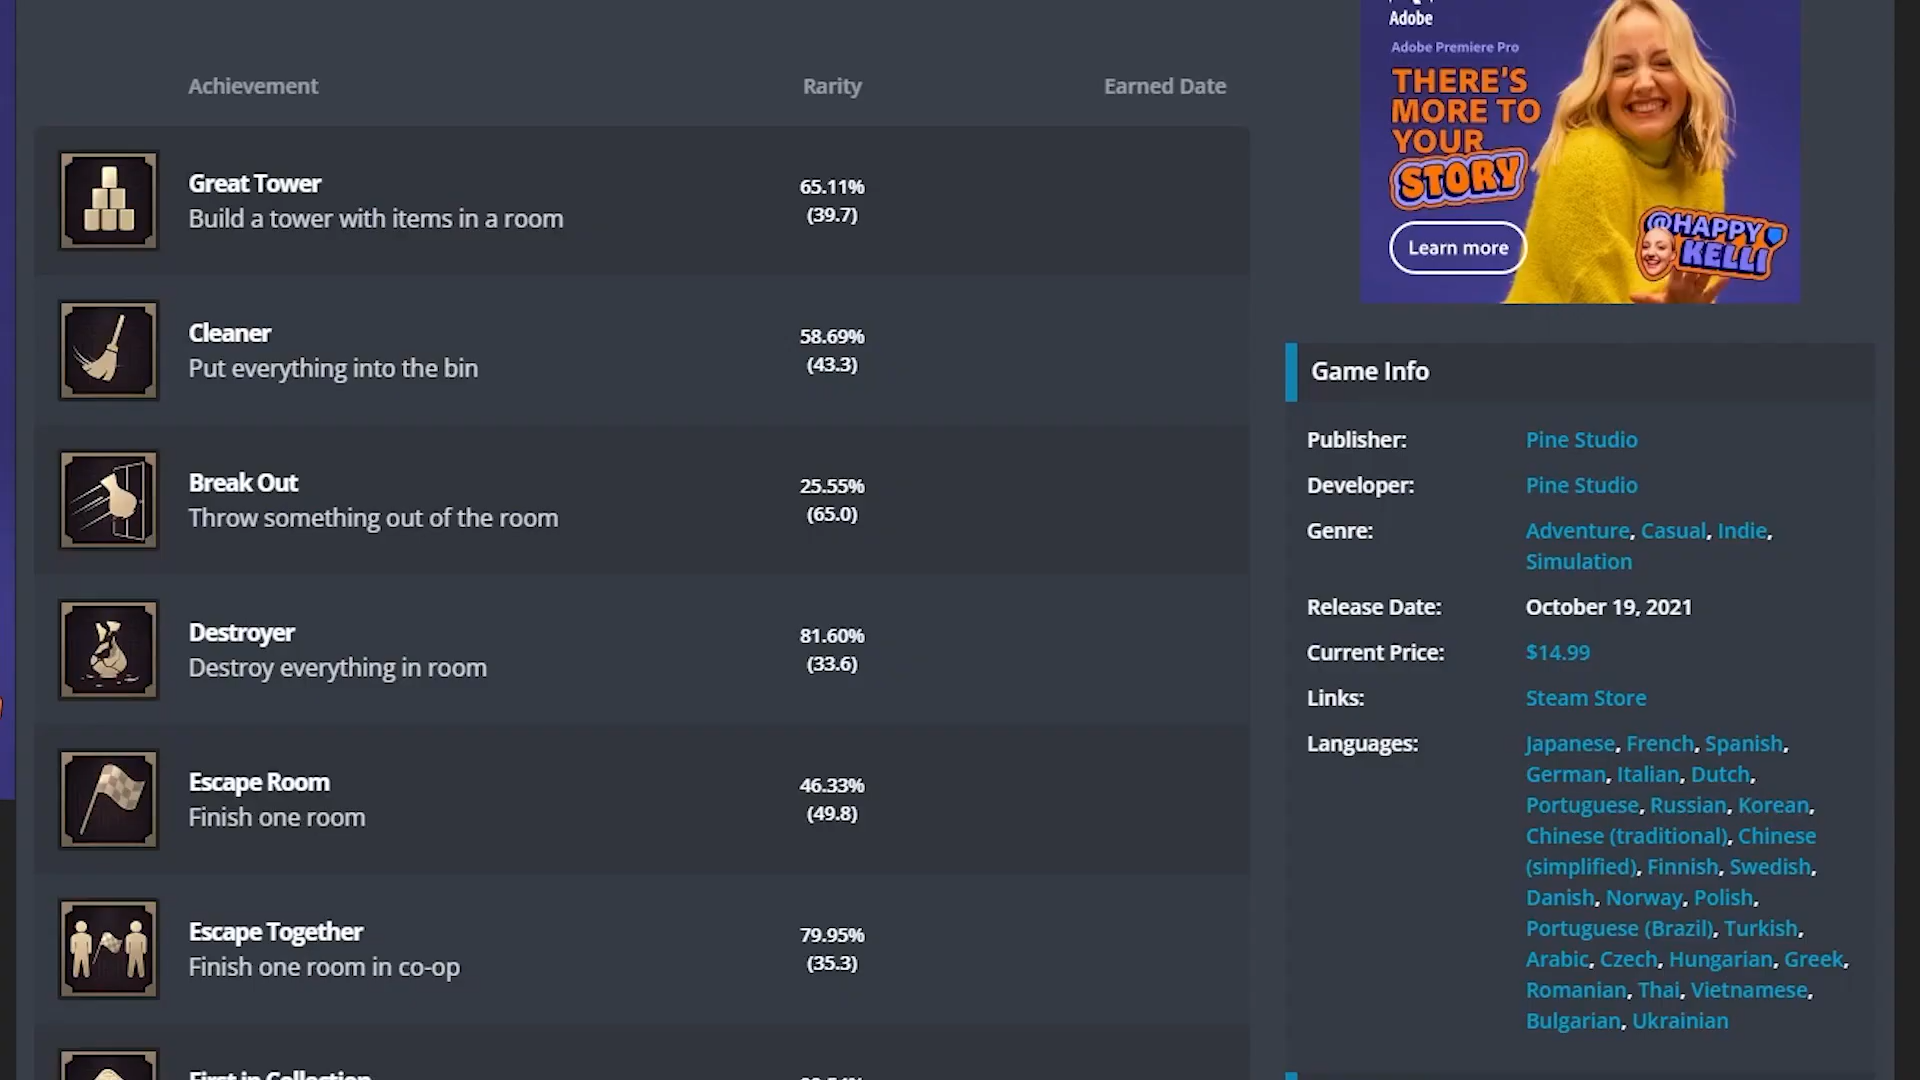 Achievement
Rarity
Earned Date
Great Tower
Build a tower with items in a room
65.11%
(39.7)
Cleaner
Put everything into the bin
58.69%
(43.3)
Break Out
Throw something out of the room
25.55%
(65.0)
Destroyer
Destroy everything in room
81.60%
(33.6)
Escape Room
Finish one room
46.33%
(49.8)
Escape Together
Finish one room in co-op
79.95%
(35.3)
First in Collection
Adobe
Adobe Premiere Pro
THERE'S
MORE TO
YOUR
STORY
Learn more
@HAPPY
KELLI
Game Info
Publisher:
Pine Studio
Developer:
Pine Studio
Genre:
Adventure, Casual, Indie,
Simulation
Release Date:
October 19, 2021
Current Price:
$14.99
Links:
Steam Store
Languages:
Japanese, French, Spanish,
German, Italian, Dutch,
Portuguese, Russian, Korean,
Chinese (traditional), Chinese
(simplified), Finnish, Swedish,
Danish, Norway, Polish,
Portuguese (Brazil), Turkish,
Arabic, Czech, Hungarian, Greek,
Romanian, Thai, Vietnamese,
Bulgarian, Ukrainian